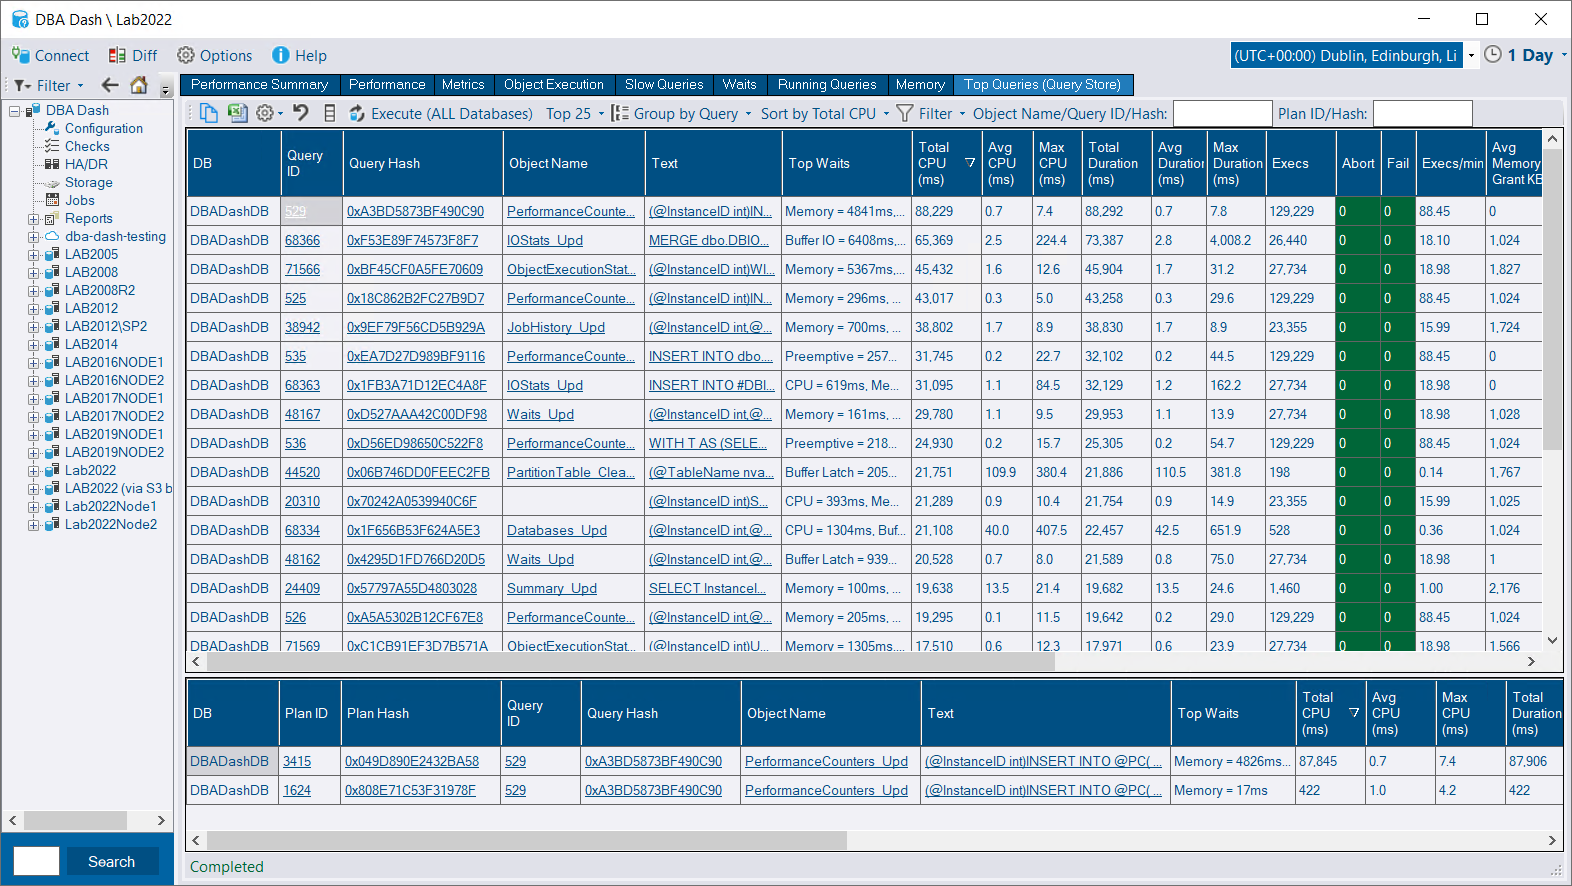 DBA Dash \ Lab2022
Connect Diff Options Help (UTC+00:00) Dublin, Edinburgh, Li 1 Day
Filter
Performance Summary Performance Metrics Object Execution Slow Queries Waits Running Queries Memory Top Queries (Query Store)
Execute (ALL Databases) Top 25 Group by Query Sort by Total CPU Filter Object Name/Query ID/Hash: Plan ID/Hash:
DBA Dash
Configuration
Checks
HA/DR
Storage
Jobs
Reports
dba-dash-testing
LAB2005
LAB2008
LAB2008R2
LAB2012
LAB2012\SP2
LAB2014
LAB2016NODE1
LAB2016NODE2
LAB2017NODE1
LAB2017NODE2
LAB2019NODE1
LAB2019NODE2
Lab2022
LAB2022 (via S3 b
Lab2022Node1
Lab2022Node2
Search
DB Query ID Query Hash Object Name Text Top Waits Total CPU (ms) Avg CPU (ms) Max CPU (ms) Total Duration (ms) Avg Duration (ms) Max Duration (ms) Execs Abort Fail Execs/min Avg Memory Grant KB
DBADashDB 529 0xA3BD5873BF490C90 PerformanceCounte... (@InstanceID int)IN... Memory = 4841ms,... 88,229 0.7 7.4 88,292 0.7 7.8 129,229 0 0 88.45 0
DBADashDB 68366 0xF53E89F74573F8F7 IOStats_Upd MERGE dbo.DBIO... Buffer IO = 6408ms,... 65,369 2.5 224.4 73,387 2.8 4,008.2 26,440 0 0 18.10 1,024
DBADashDB 71566 0xBF45CF0A5FE70609 ObjectExecutionStat... (@InstanceID int)WI... Memory = 5367ms,... 45,432 1.6 12.6 45,904 1.7 31.2 27,734 0 0 18.98 1,827
DBADashDB 525 0x18C862B2FC27B9D7 PerformanceCounte... (@InstanceID int)IN... Memory = 296ms, ... 43,017 0.3 5.0 43,258 0.3 29.6 129,229 0 0 88.45 1,024
DBADashDB 38942 0x9EF79F56CD5B929A JobHistory_Upd (@InstanceID int,@... Memory = 700ms, ... 38,802 1.7 8.9 38,830 1.7 8.9 23,355 0 0 15.99 1,724
DBADashDB 535 0xEA7D27D989BF9116 PerformanceCounte... INSERT INTO dbo.... Preemptive = 257... 31,745 0.2 22.7 32,102 0.2 44.5 129,229 0 0 88.45 0
DBADashDB 68363 0x1FB3A71D12EC4A8F IOStats_Upd INSERT INTO #DBI... CPU = 619ms, Me... 31,095 1.1 84.5 32,129 1.2 162.2 27,734 0 0 18.98 0
DBADashDB 48167 0xD527AAA42C00DF98 Waits_Upd (@InstanceID int,@... Memory = 161ms, ... 29,780 1.1 9.5 29,953 1.1 13.9 27,734 0 0 18.98 1,028
DBADashDB 536 0xD56ED98650C522F8 PerformanceCounte... WITH T AS (SELE... Preemptive = 218... 24,930 0.2 15.7 25,305 0.2 54.7 129,229 0 0 88.45 1,024
DBADashDB 44520 0x06B746DD0FEEC2FB PartitionTable_Clea... (@TableName nva... Buffer Latch = 205... 21,751 109.9 380.4 21,886 110.5 381.8 198 0 0 0.14 1,767
DBADashDB 20310 0x70242A0539940C6F (@InstanceID int)S... CPU = 393ms, Me... 21,289 0.9 10.4 21,754 0.9 14.9 23,355 0 0 15.99 1,025
DBADashDB 68334 0x1F656B53F624A5E3 Databases_Upd (@InstanceID int,@... CPU = 1304ms, Buf... 21,108 40.0 407.5 22,457 42.5 651.9 528 0 0 0.36 1,024
DBADashDB 48162 0x4295D1FD766D20D5 Waits_Upd (@InstanceID int,@... Buffer Latch = 939... 20,528 0.7 8.0 21,589 0.8 75.0 27,734 0 0 18.98 1
DBADashDB 24409 0x57797A55D4803028 Summary_Upd SELECT InstanceI... Memory = 100ms, ... 19,638 13.5 21.4 19,682 13.5 24.6 1,460 0 0 1.00 2,176
DBADashDB 526 0xA5A5302B12CF67E8 PerformanceCounte... (@InstanceID int,@... Memory = 205ms, ... 19,295 0.1 11.5 19,642 0.2 29.0 129,229 0 0 88.45 1,024
DBADashDB 71569 0xC1CB91EF3D7B571A ObjectExecutionStat... (@InstanceID int)U... Memory = 1305ms,... 17,510 0.6 12.3 17,971 0.6 23.9 27,734 0 0 18.98 1,566
DB Plan ID Plan Hash Query ID Query Hash Object Name Text Top Waits Total CPU (ms) Avg CPU (ms) Max CPU (ms) Total Duration (ms)
DBADashDB 3415 0x049D890E2432BA58 529 0xA3BD5873BF490C90 PerformanceCounters_Upd (@InstanceID int)INSERT INTO @PC( ... Memory = 4826ms... 87,845 0.7 7.4 87,906
DBADashDB 1624 0x808E71C53F31978F 529 0xA3BD5873BF490C90 PerformanceCounters_Upd (@InstanceID int)INSERT INTO @PC( ... Memory = 17ms 422 1.0 4.2 422
Completed